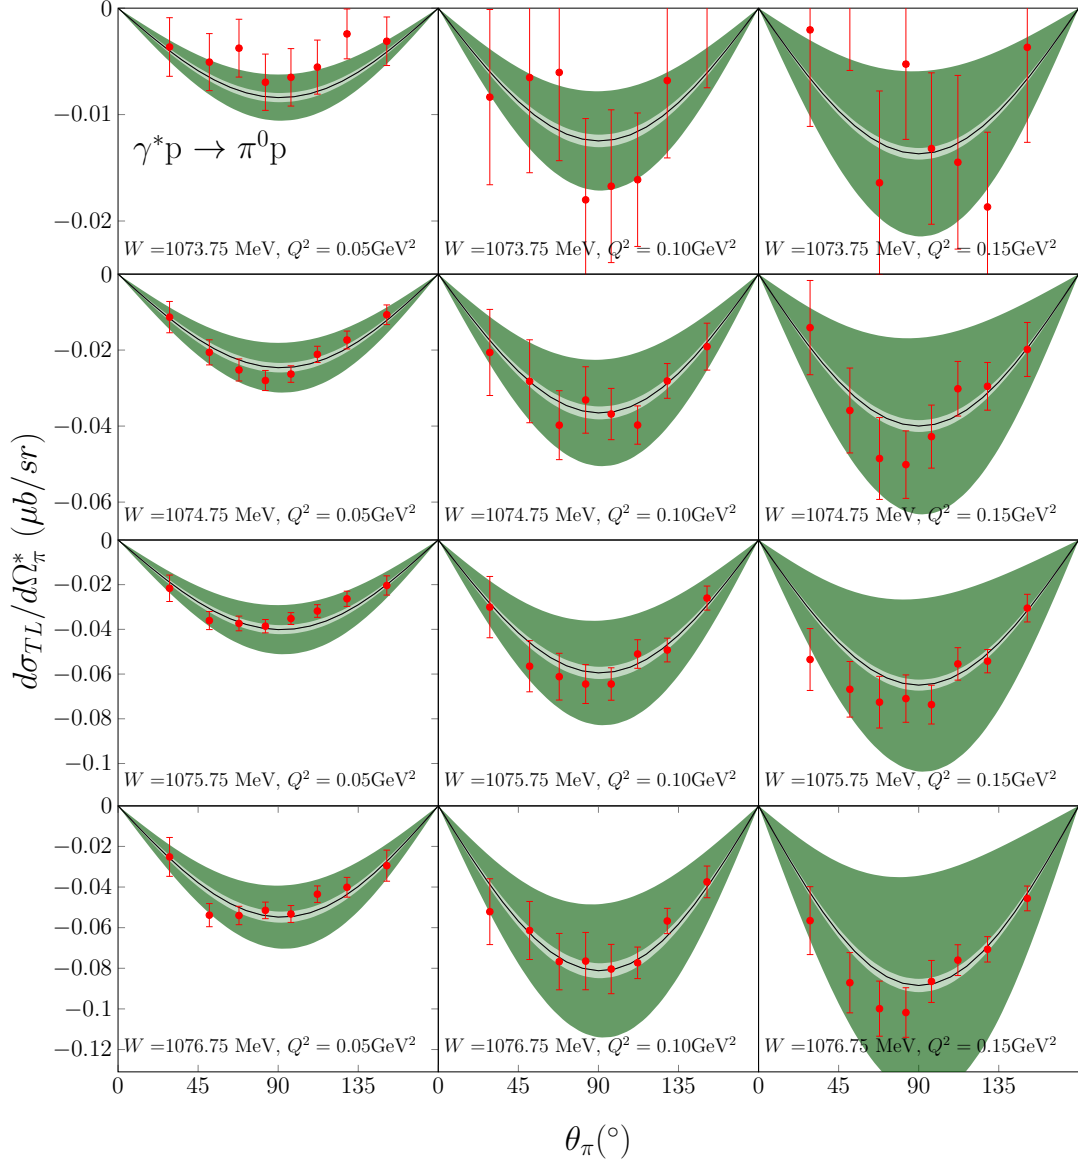 0
−0.01
−0.02
γ*p → π⁰p
W =1073.75 MeV, Q² = 0.05GeV²
W =1073.75 MeV, Q² = 0.10GeV²
W =1073.75 MeV, Q² = 0.15GeV²
0
−0.02
−0.04
−0.06
W =1074.75 MeV, Q² = 0.05GeV²
W =1074.75 MeV, Q² = 0.10GeV²
W =1074.75 MeV, Q² = 0.15GeV²
dσ_{TL}/dΩ*_π (μb/sr)
0
−0.02
−0.04
−0.06
−0.08
−0.1
W =1075.75 MeV, Q² = 0.05GeV²
W =1075.75 MeV, Q² = 0.10GeV²
W =1075.75 MeV, Q² = 0.15GeV²
0
−0.02
−0.04
−0.06
−0.08
−0.1
−0.12
W =1076.75 MeV, Q² = 0.05GeV²
W =1076.75 MeV, Q² = 0.10GeV²
W =1076.75 MeV, Q² = 0.15GeV²
0 45 90 135 0 45 90 135 0 45 90 135
θ_π(°)